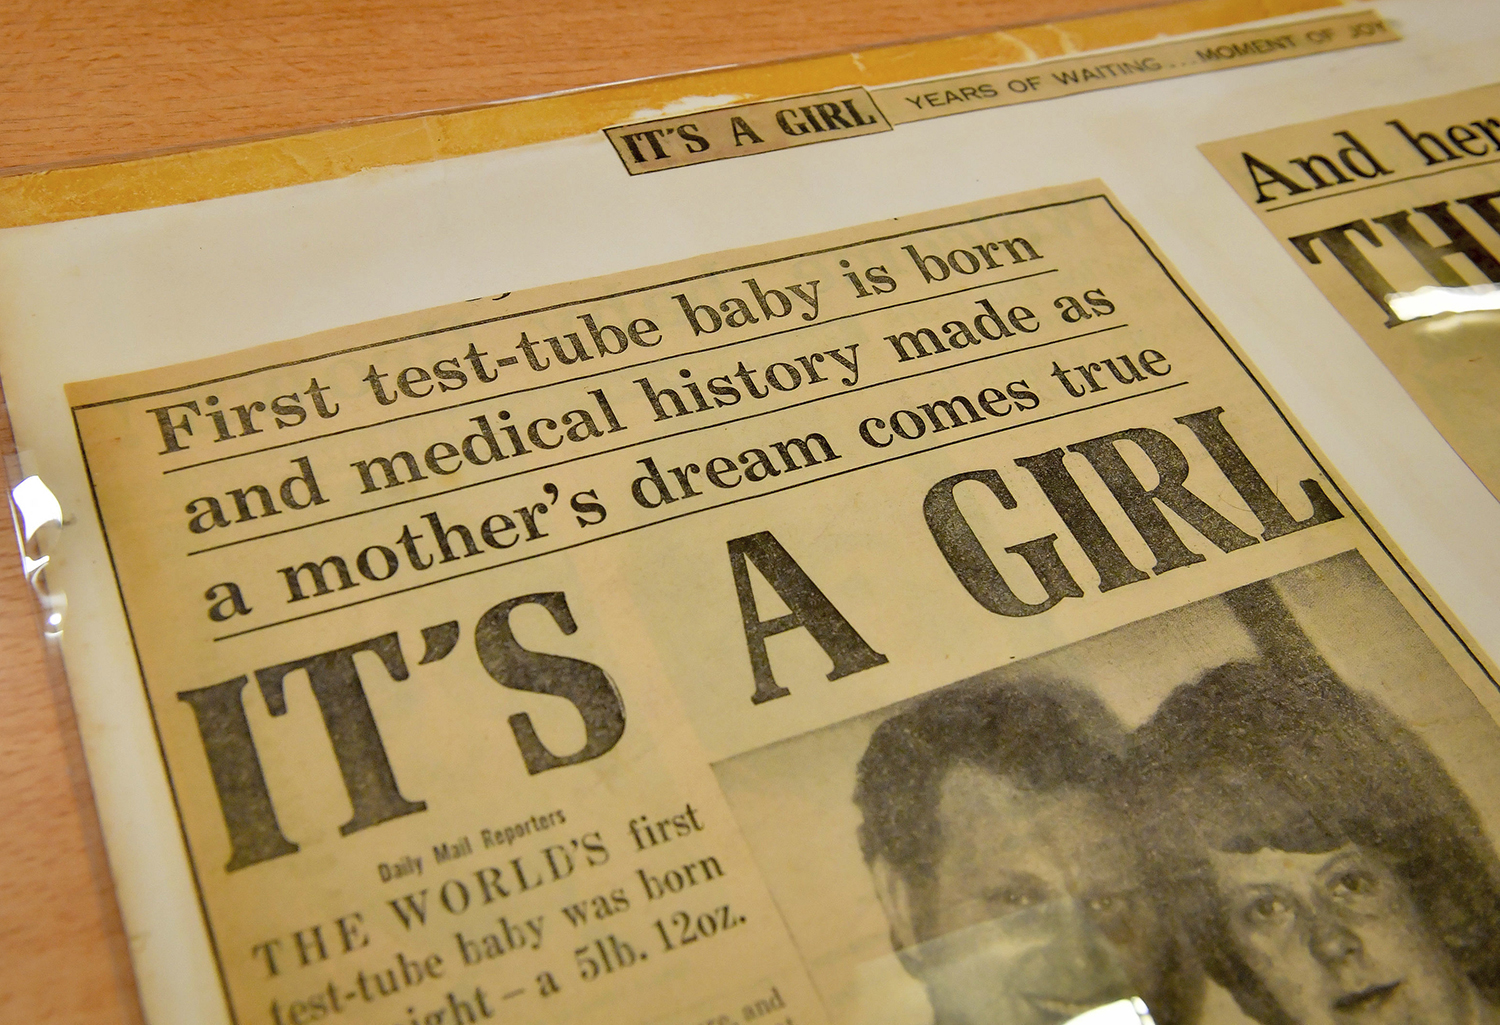 IT'S A GIRL YEARS OF WAITING...MOMENT OF JOY
First test-tube baby is born
and medical history made as
a mother's dream comes true
IT'S A GIRL
Daily Mail Reporters
THE WORLD'S first
test-tube baby was born
– a 5lb. 12oz.
and
And